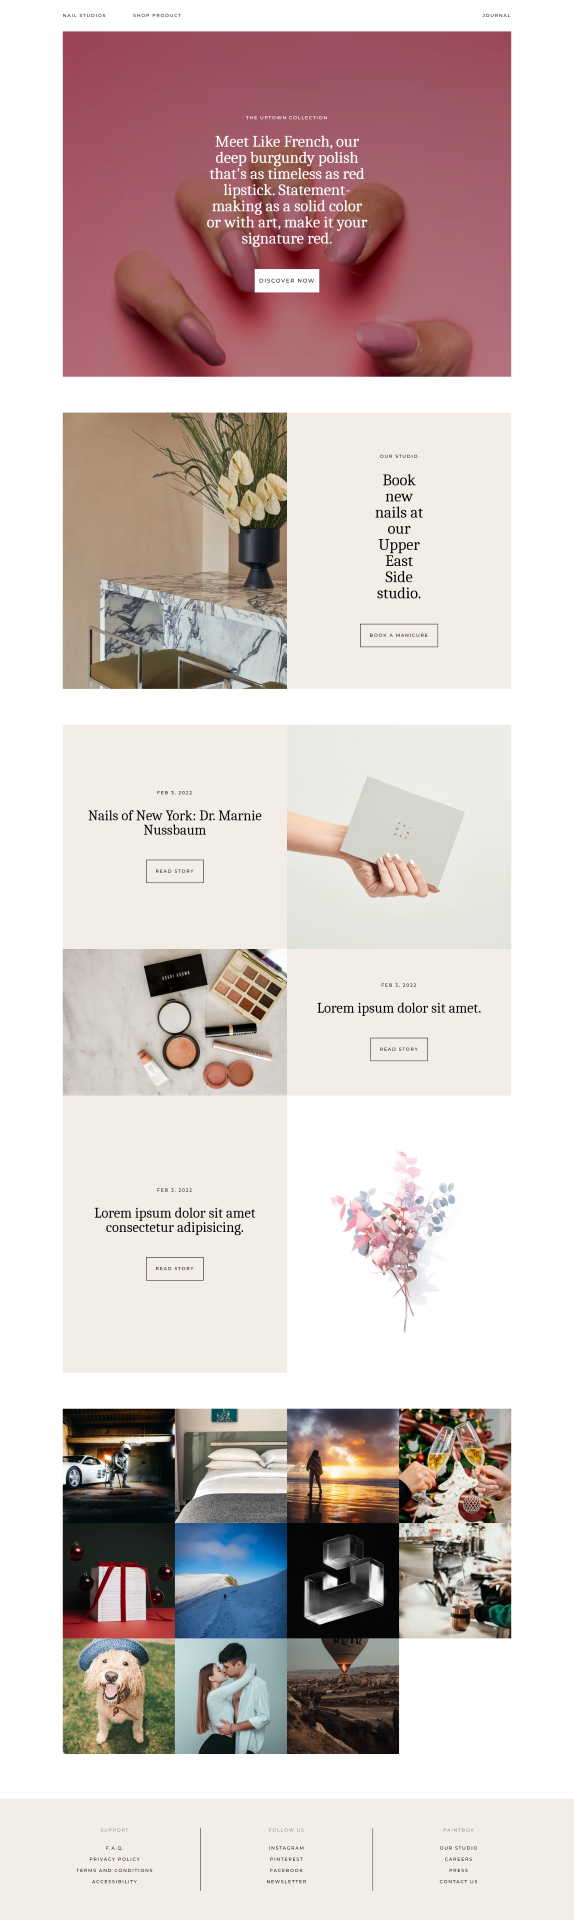 NAIL STUDIOS SHOP PRODUCT JOURNAL
THE UPTOWN COLLECTION
Meet Like French, our
deep burgundy polish
that's as timeless as red
lipstick. Statement-
making as a solid color
or with art, make it your
signature red.
DISCOVER NOW
OUR STUDIO
Book
new
nails at
our
Upper
East
Side
studio.
BOOK A MANICURE
FEB 3, 2022
Nails of New York: Dr. Marnie
Nussbaum
READ STORY
BOBBI BROWN
FEB 3, 2022
Lorem ipsum dolor sit amet.
READ STORY
FEB 3, 2022
Lorem ipsum dolor sit amet
consectetur adipisicing.
READ STORY
SUPPORT
F.A.Q.
PRIVACY POLICY
TERMS AND CONDITIONS
ACCESSIBILITY
FOLLOW US
INSTAGRAM
PINTEREST
FACEBOOK
NEWSLETTER
PAINTBOX
OUR STUDIO
CAREERS
PRESS
CONTACT US